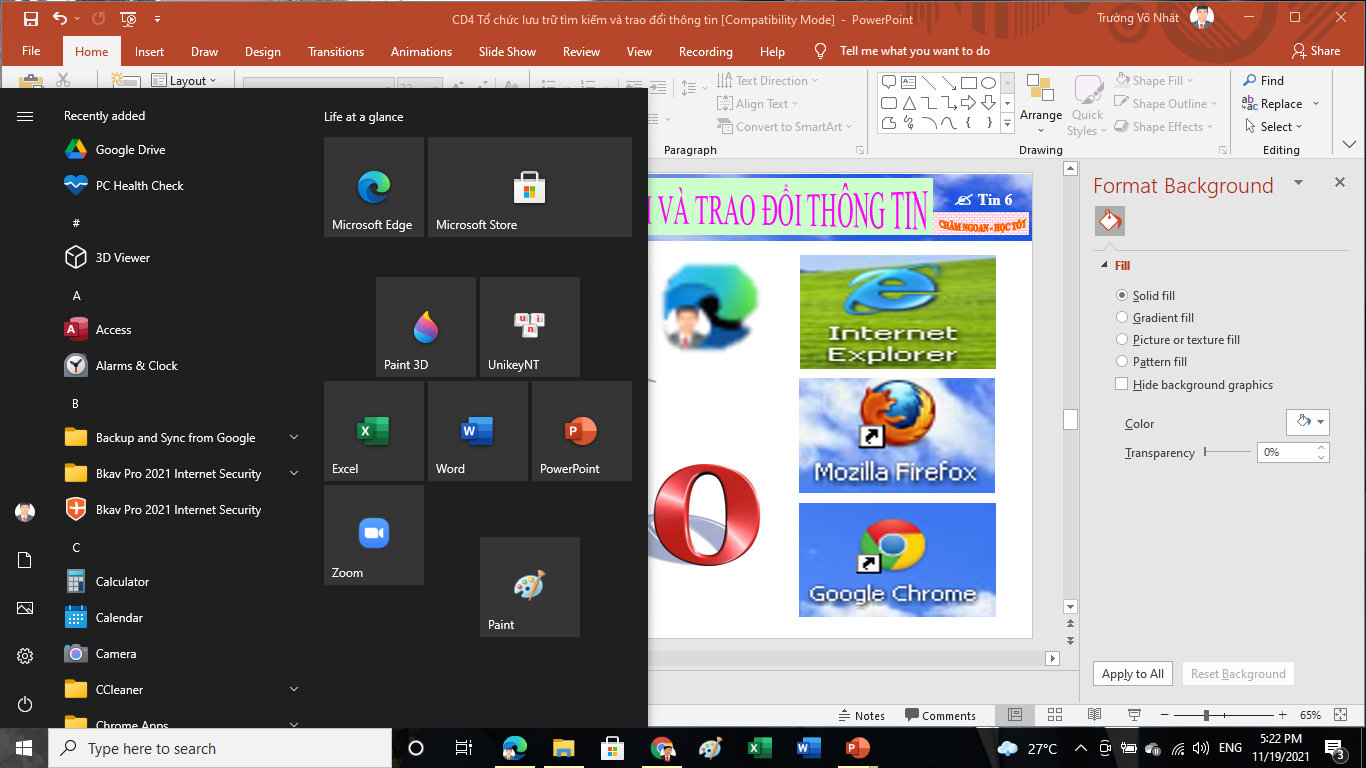 CD4 Tổ chức lưu trữ tìm kiếm và trao đổi thông tin [Compatibility Mode] - PowerPoint
Trường Võ Nhất
File Home Insert Draw Design Transitions Animations Slide Show Review View Recording Help Tell me what you want to do Share
Layout
Text Direction
Align Text
Convert to SmartArt
Paragraph
Arrange
Quick Styles
Shape Fill
Shape Outline
Shape Effects
Drawing
Find
Replace
Select
Editing
Recently added
Google Drive
PC Health Check
#
3D Viewer
A
Access
Alarms & Clock
B
Backup and Sync from Google
Bkav Pro 2021 Internet Security
Bkav Pro 2021 Internet Security
C
Calculator
Calendar
Camera
CCleaner
Chrome Apps
Life at a glance
Microsoft Edge
Microsoft Store
Paint 3D
UnikeyNT
Excel
Word
PowerPoint
Zoom
Paint
VÀ TRAO ĐỔI THÔNG TIN
Tin 6
CHĂM NGOAN - HỌC TỐT
Internet
Explorer
Mozilla Firefox
Google Chrome
Format Background
Fill
Solid fill
Gradient fill
Picture or texture fill
Pattern fill
Hide background graphics
Color
Transparency 0%
Apply to All
Reset Background
Notes
Comments
65%
Type here to search
27°C
ENG
5:22 PM
11/19/2021
3